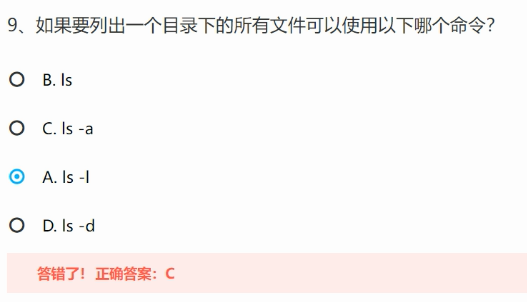 9、如果要列出一个目录下的所有文件可以使用以下哪个命令？
B. ls
C. ls -a
A. ls -l
D. ls -d
答错了！ 正确答案：C